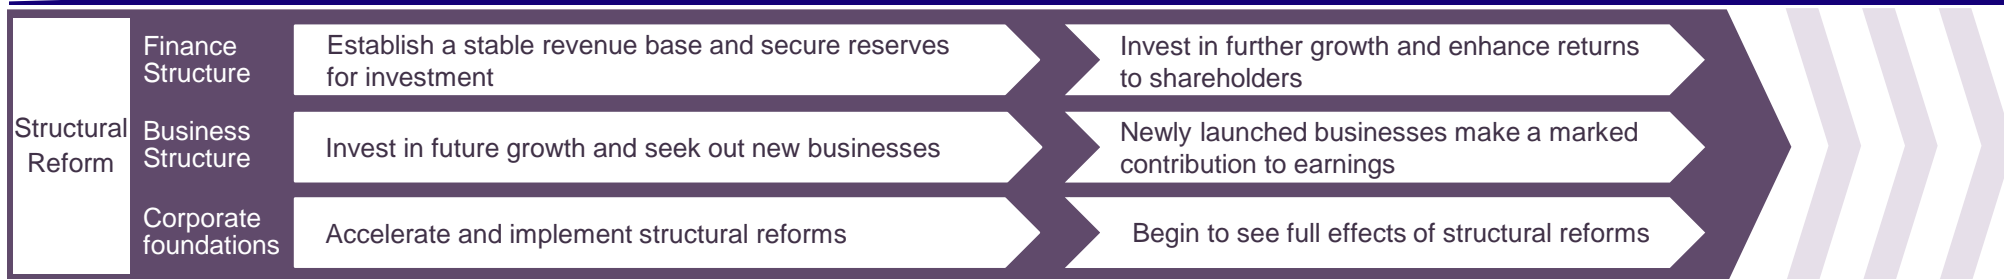 Structural
Reform
Finance
Structure
Establish a stable revenue base and secure reserves
for investment
Invest in further growth and enhance returns
to shareholders
Business
Structure
Invest in future growth and seek out new businesses
Newly launched businesses make a marked
contribution to earnings
Corporate
foundations
Accelerate and implement structural reforms
Begin to see full effects of structural reforms